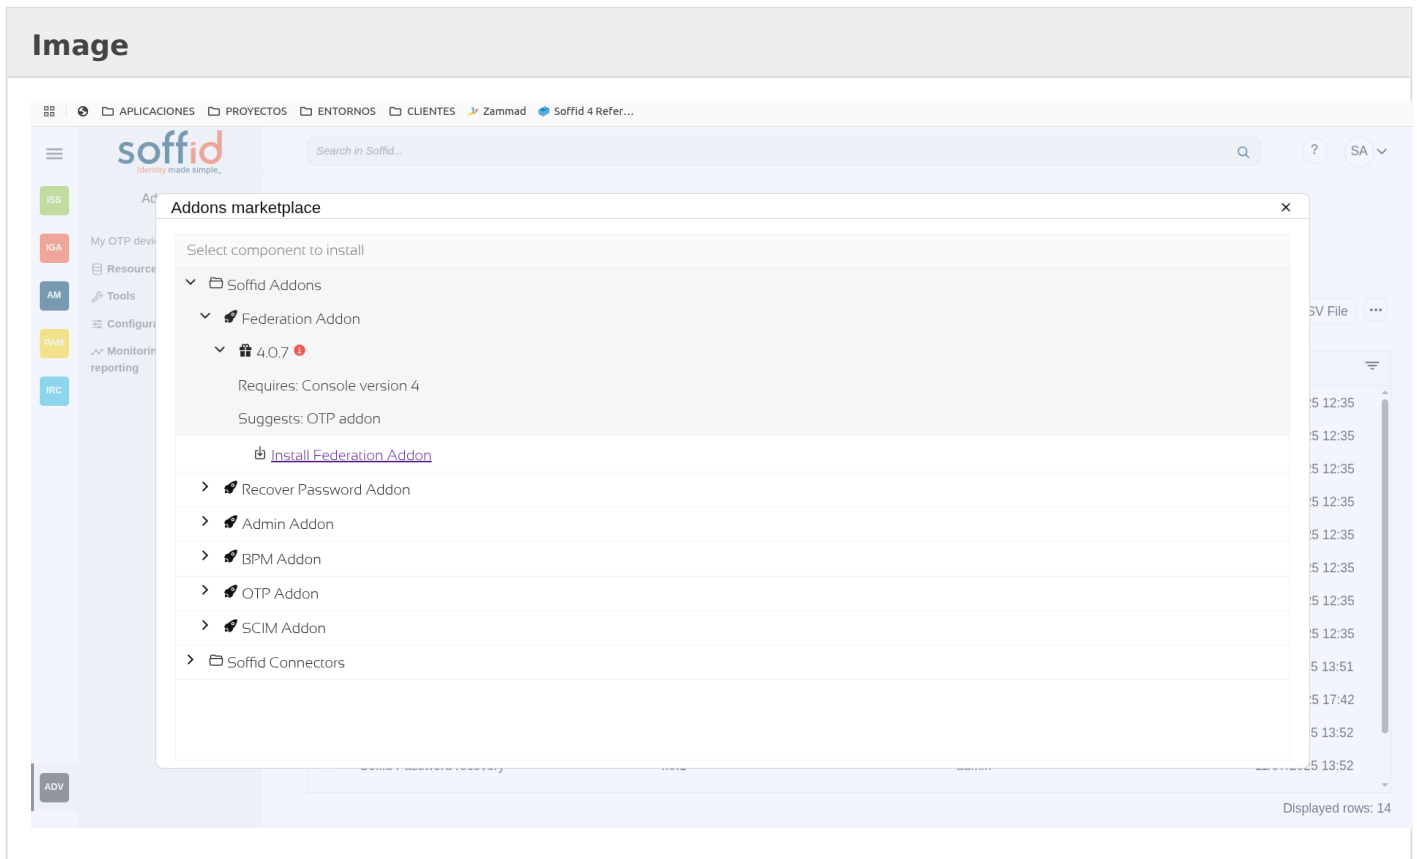 Image
APLICACIONES PROYECTOS ENTORNOS CLIENTES Zammad Soffid 4 Refer…
soffid
Identity made simple_
Search in Soffid...
? SA
ISS
Addons marketplace
IGA
My OTP devi
Select component to install
Resource
Soffid Addons
AM
Tools
Federation Addon
SV File
Configura
PAM
4.0.7
Monitorin
reporting
Requires: Console version 4
IRC
Suggests: OTP addon
5 12:35
5 12:35
Install Federation Addon
5 12:35
Recover Password Addon
5 12:35
Admin Addon
5 12:35
BPM Addon
5 12:35
OTP Addon
5 12:35
SCIM Addon
5 12:35
Soffid Connectors
5 13:51
5 17:42
5 13:52
5 13:52
ADV
Displayed rows: 14